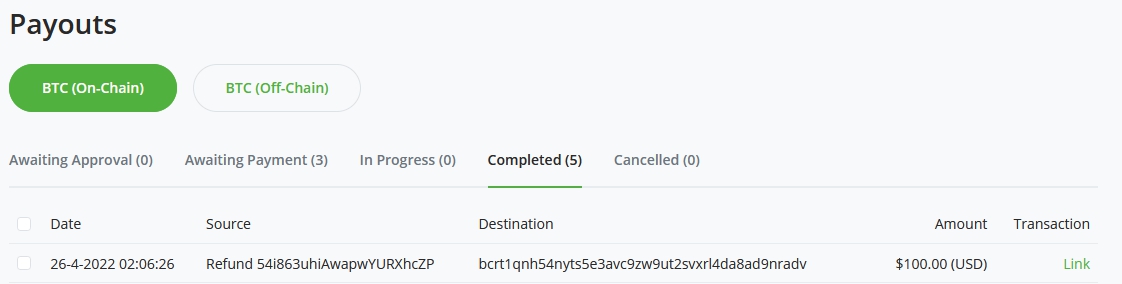 Payouts
BTC (On-Chain) BTC (Off-Chain)
Awaiting Approval (0) Awaiting Payment (3) In Progress (0) Completed (5) Cancelled (0)
Date Source Destination Amount Transaction
26-4-2022 02:06:26 Refund 54i863uhiAwapwYURXhcZP bcrt1qnh54nyts5e3avc9zw9ut2svxrl4da8ad9nradv $100.00 (USD) Link